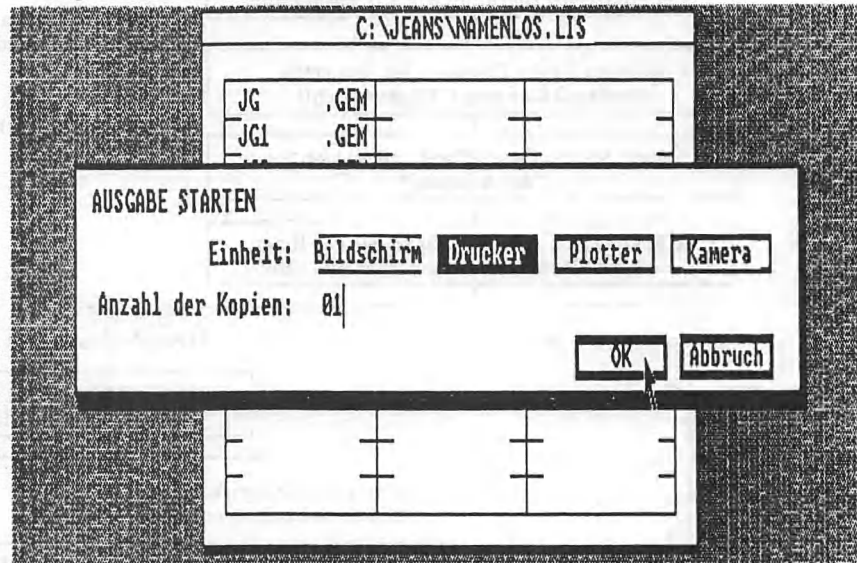 C:\JEANS\NAMENLOS.LIS
JG .GEM
JG1 .GEM
AUSGABE STARTEN
Einheit: Bildschirm Drucker Plotter Kamera
Anzahl der Kopien: 01
OK Abbruch